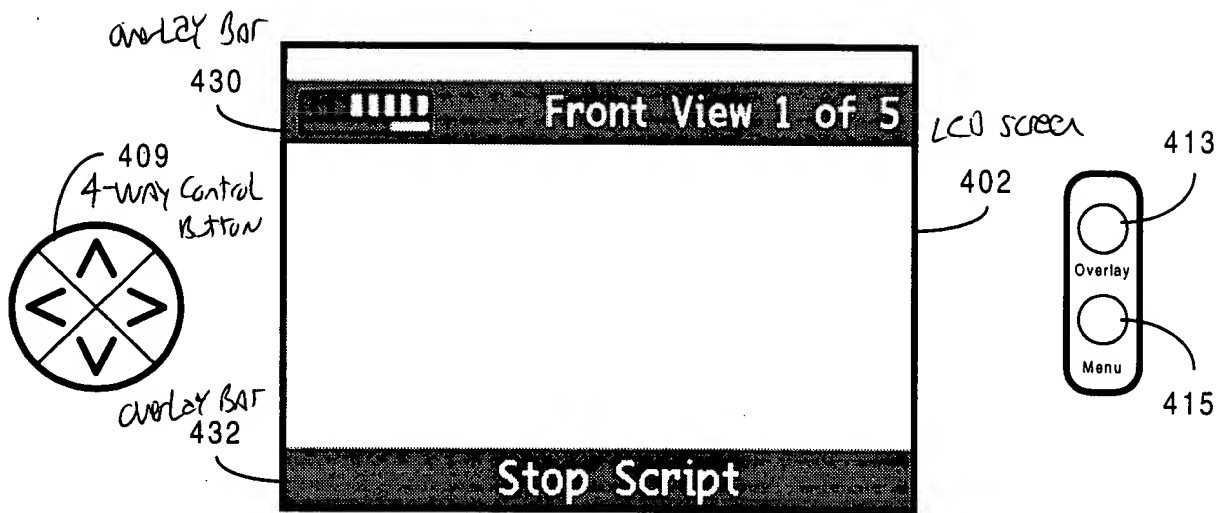 overLAY BAr
430
Front View 1 of 5
LCD screen
413
409
4-WAY Control
Button
402
Overlay
Menu
overLAY BAr
432
415
Stop Script